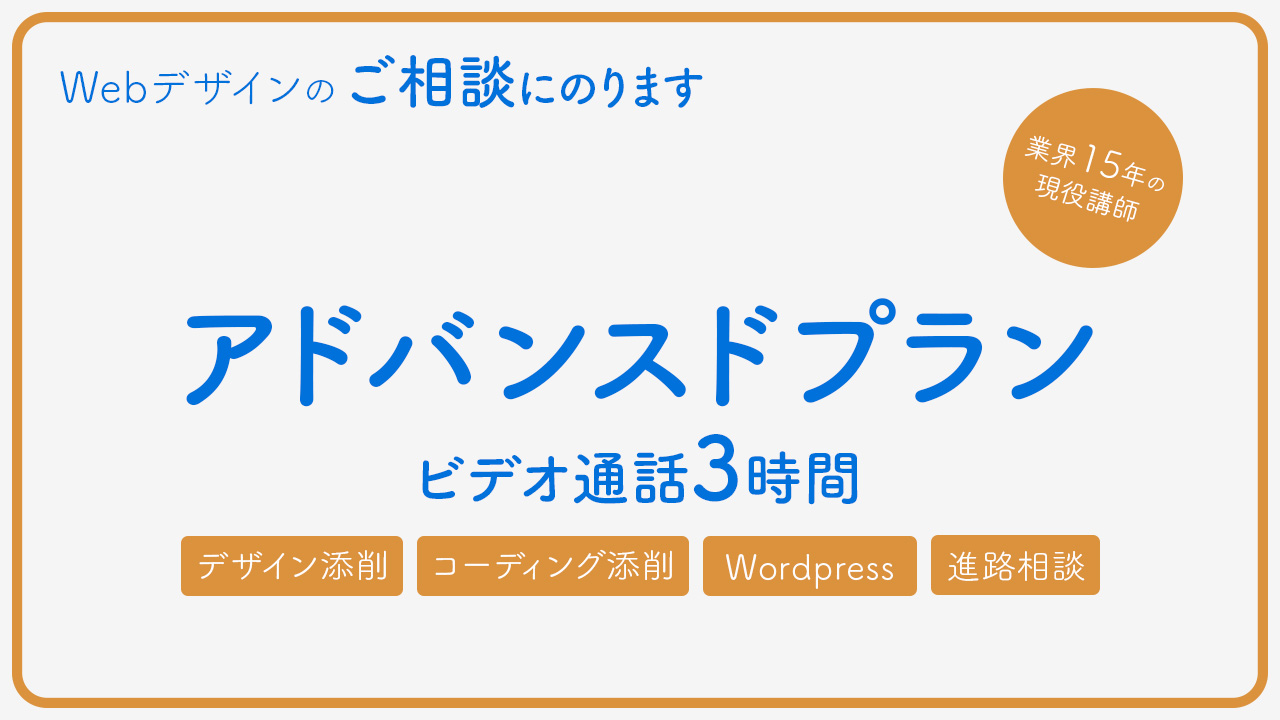 Webデザインのご相談にのります
業界15年の
現役講師
アドバンスドプラン
ビデオ通話3時間
デザイン添削
コーディング添削
Wordpress
進路相談